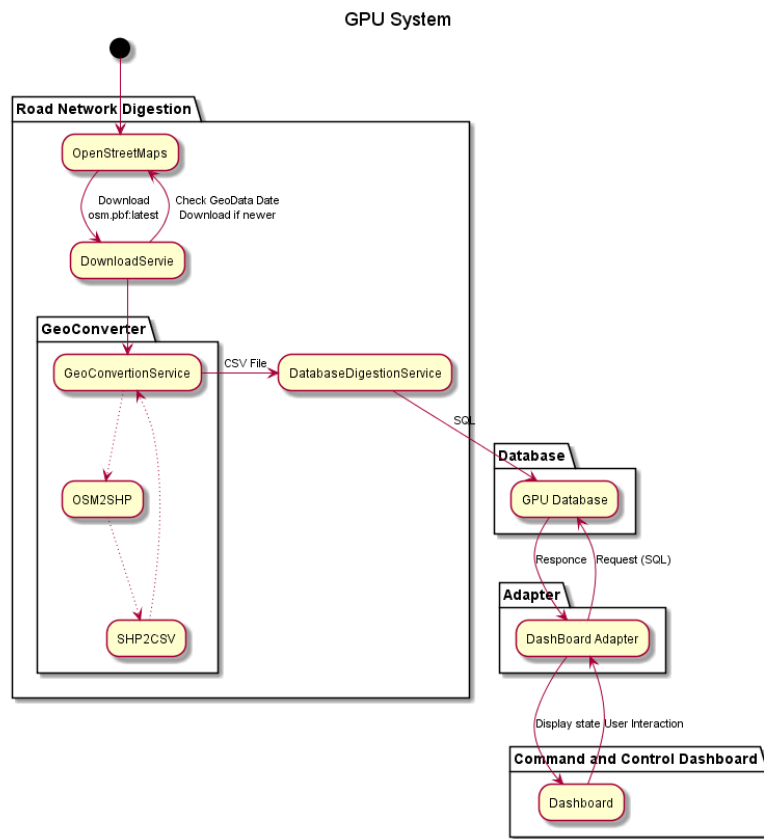 GPU System
Road Network Digestion
OpenStreetMaps
Download
osm.pbf:latest
Check GeoData Date
Download if newer
DownloadServie
GeoConverter
GeoConvertionService
CSV File
DatabaseDigestionService
OSM2SHP
SHP2CSV
SQL
Database
GPU Database
Responce
Request (SQL)
Adapter
DashBoard Adapter
Display state
User Interaction
Command and Control Dashboard
Dashboard